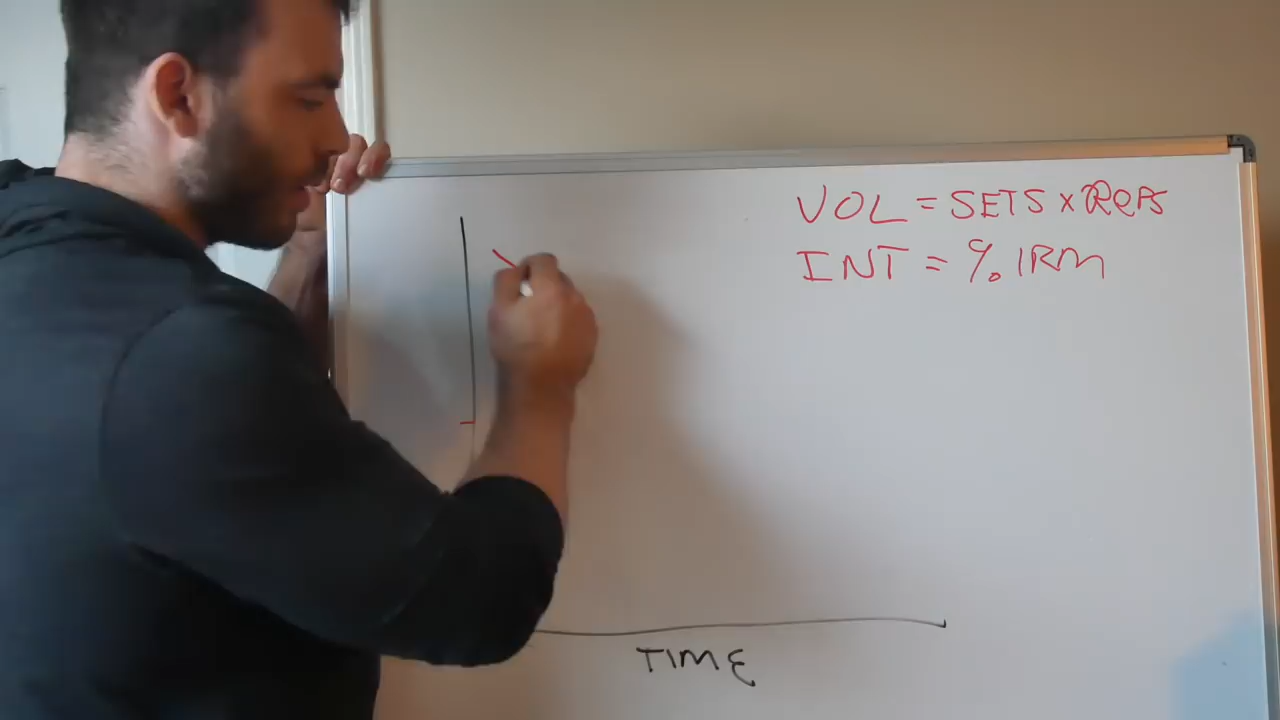 VOL = SETS x RePS
INT = % 1RM
TIME